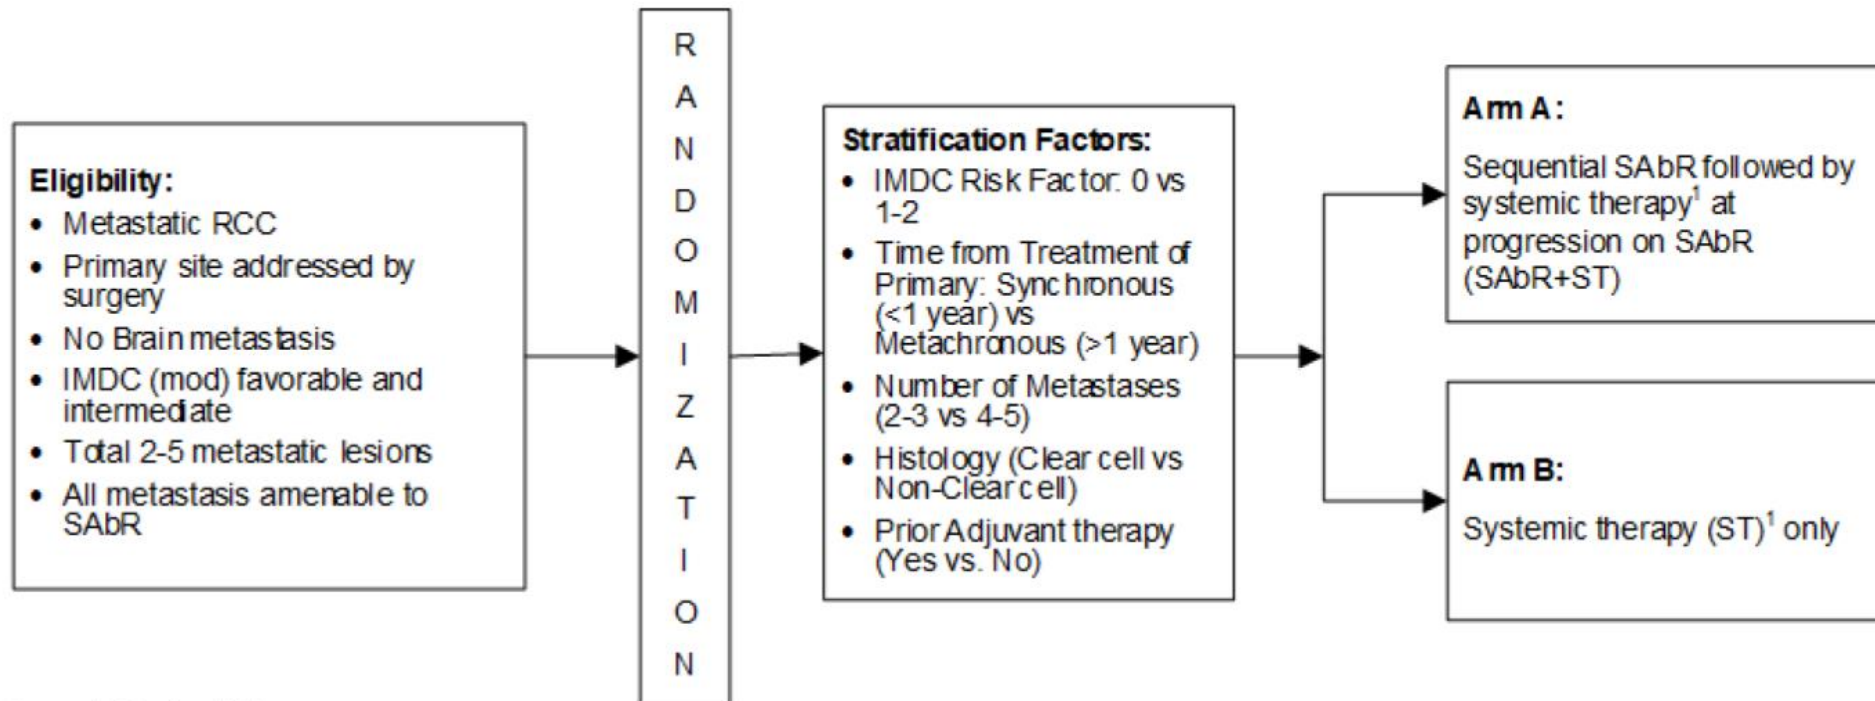 Eligibility:
• Metastatic RCC
• Primary site addressed by
surgery
• No Brain metastasis
• IMDC (mod) favorable and
intermediate
• Total 2-5 metastatic lesions
• All metastasis amenable to
SAbR
R
A
N
D
O
M
I
Z
A
T
I
O
N
Stratification Factors:
• IMDC Risk Factor: 0 vs
1-2
• Time from Treatment of
Primary: Synchronous
(<1 year) vs
Metachronous (>1 year)
• Number of Metastases
(2-3 vs 4-5)
• Histology (Clear cell vs
Non-Clear cell)
• Prior Adjuvant therapy
(Yes vs. No)
Arm A:
Sequential SAbR followed by
systemic therapy¹ at
progression on SAbR
(SAbR+ST)
Arm B:
Systemic therapy (ST)¹ only